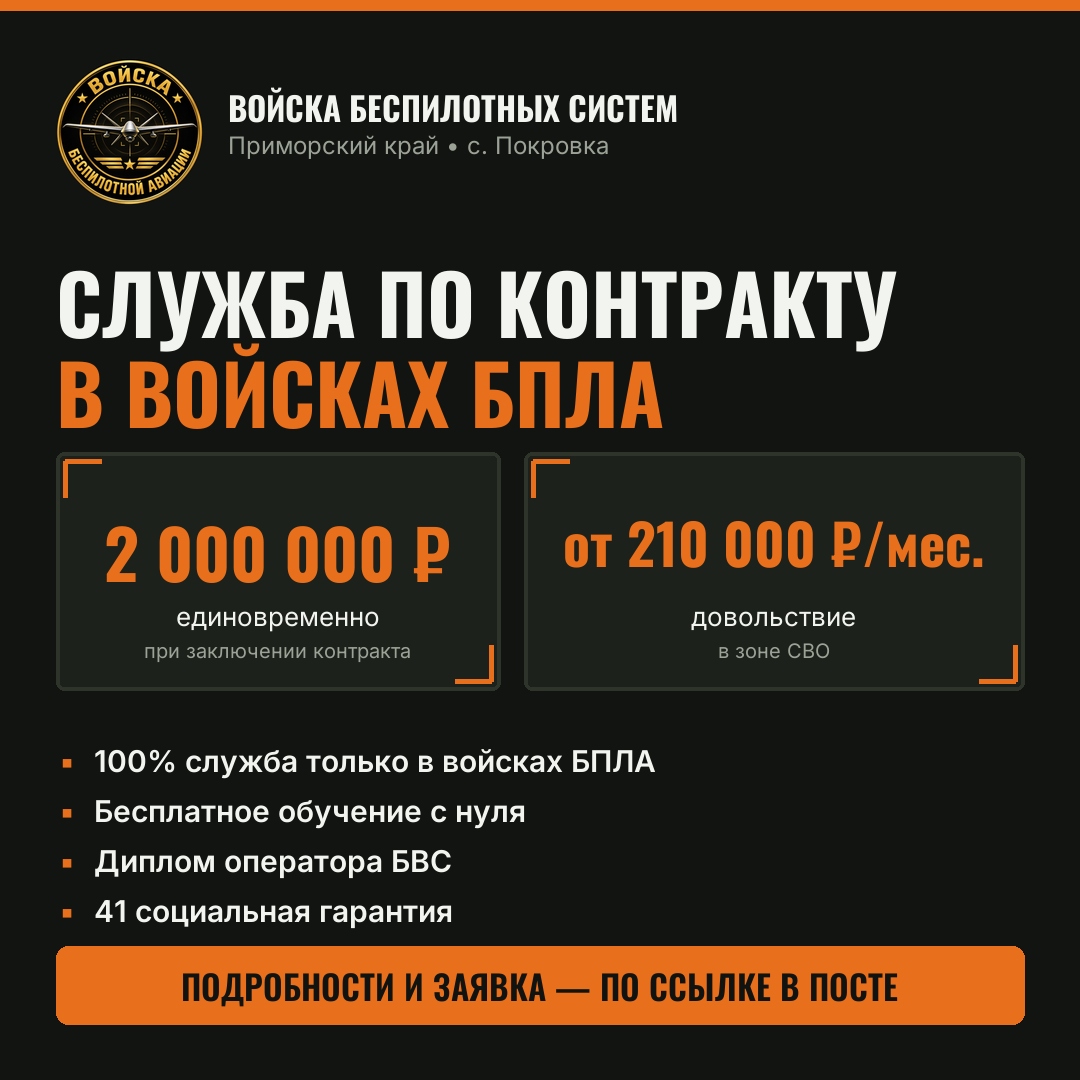 ВОЙСКА
БЕСПИЛОТНОЙ АВИАЦИИ
ВОЙСКА БЕСПИЛОТНЫХ СИСТЕМ
Приморский край • с. Покровка
СЛУЖБА ПО КОНТРАКТУ
В ВОЙСКАХ БПЛА
2 000 000 ₽
единовременно
при заключении контракта
от 210 000 ₽/мес.
довольствие
в зоне СВО
▪ 100% служба только в войсках БПЛА
▪ Бесплатное обучение с нуля
▪ Диплом оператора БВС
▪ 41 социальная гарантия
ПОДРОБНОСТИ И ЗАЯВКА — ПО ССЫЛКЕ В ПОСТЕ